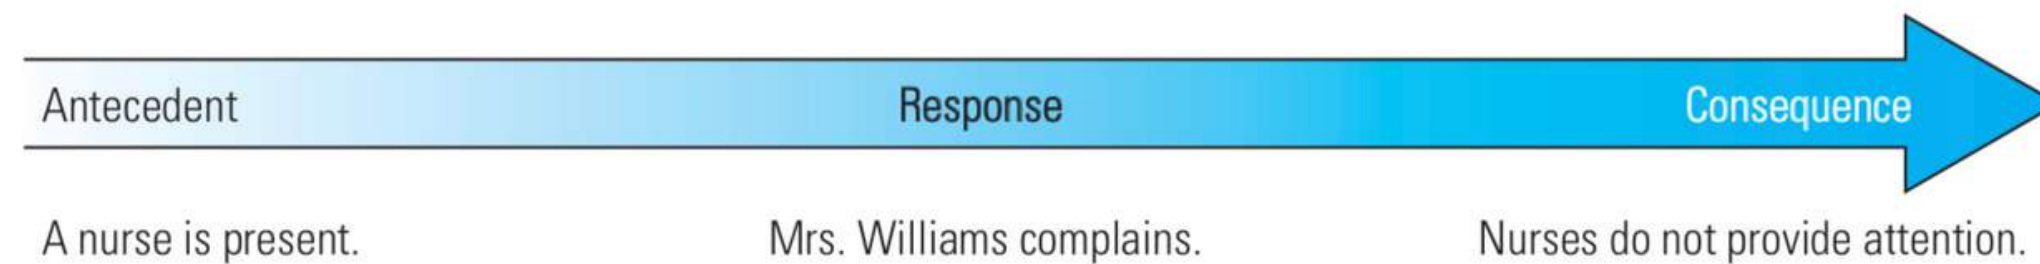 Antecedent Response Consequence
A nurse is present. Mrs. Williams complains. Nurses do not provide attention.